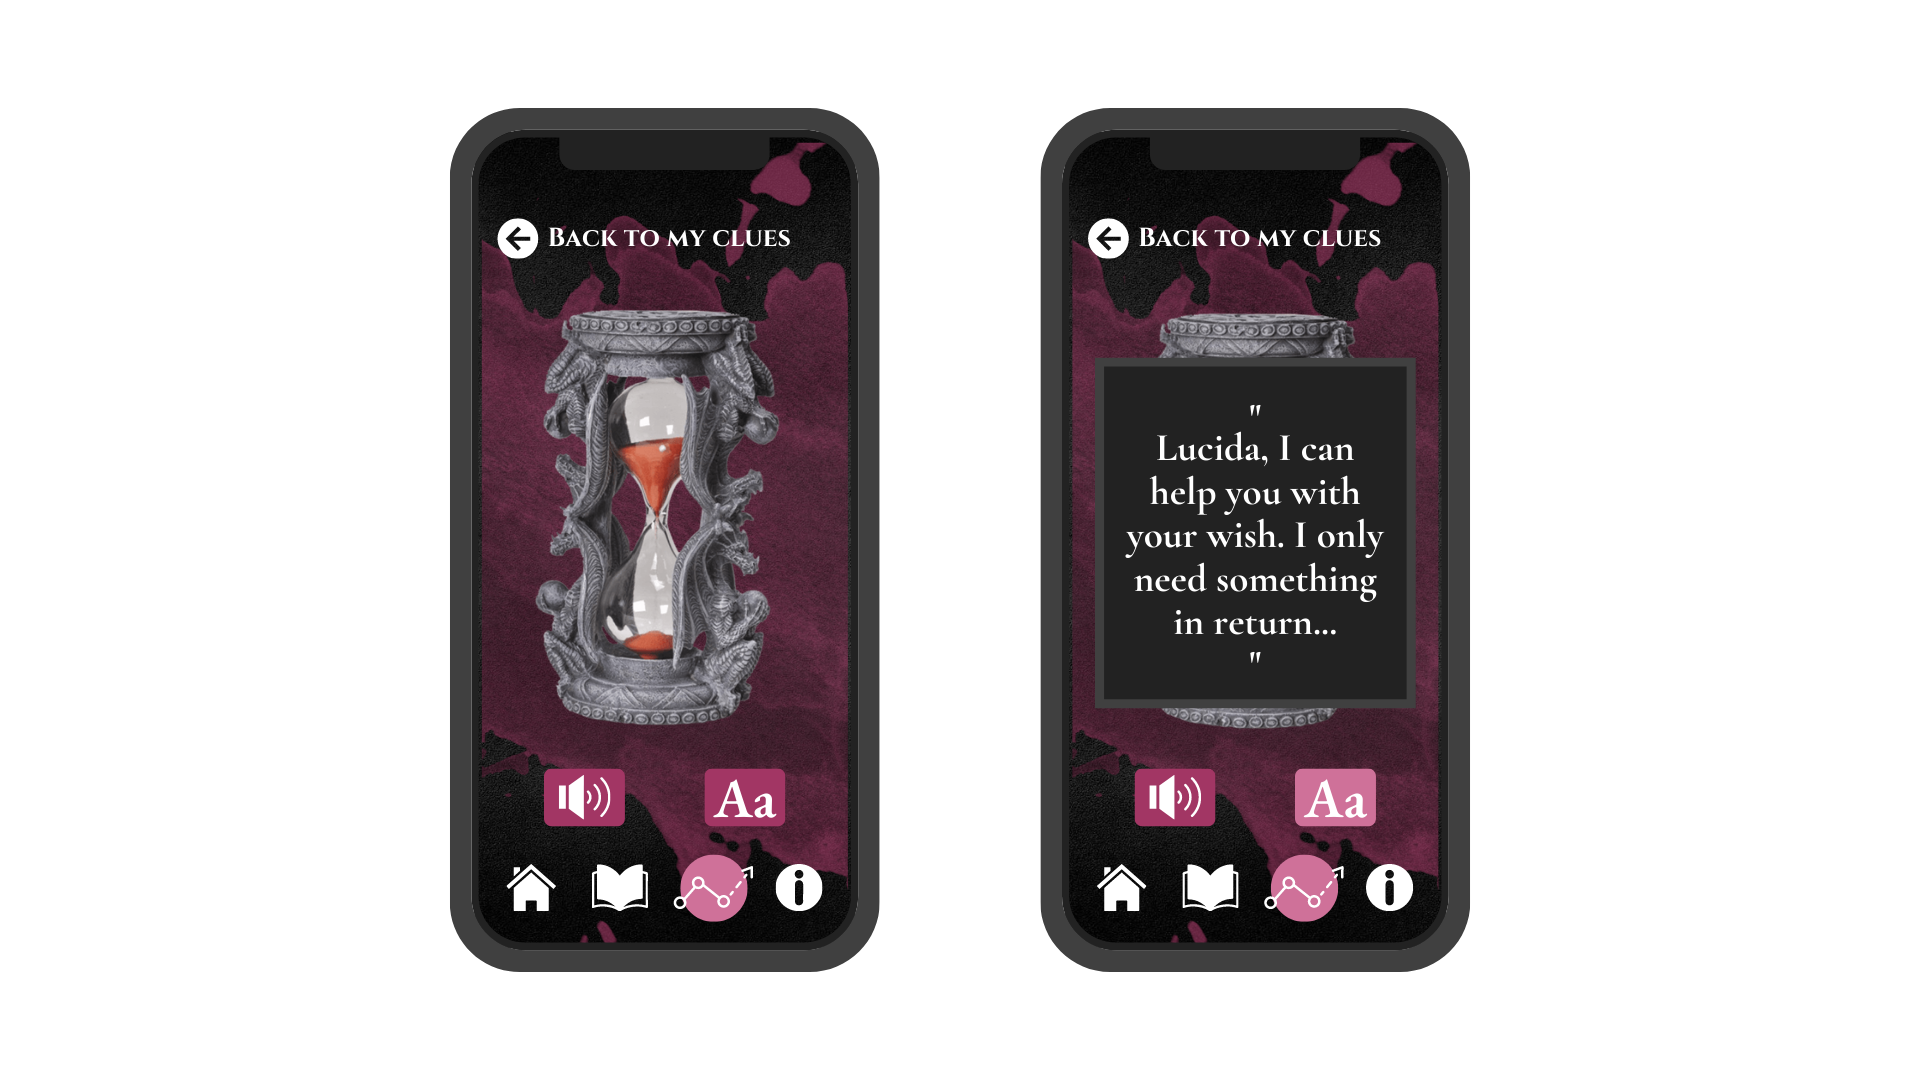 Back to my clues
Aa
Back to my clues
"
Lucida, I can
help you with
your wish. I only
need something
in return...
"
Aa